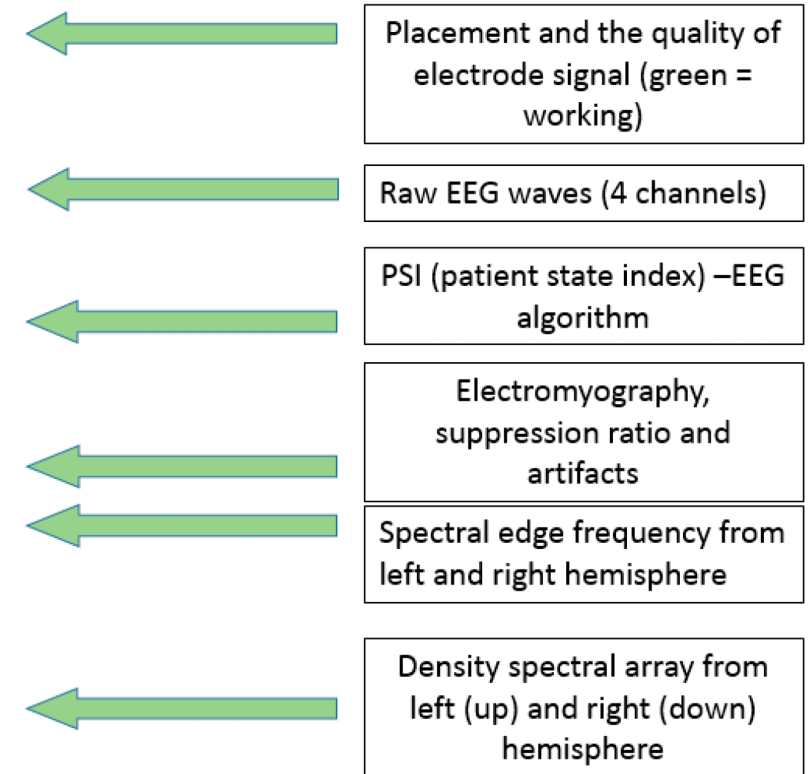 Placement and the quality of
electrode signal (green =
working)
Raw EEG waves (4 channels)
PSI (patient state index) –EEG
algorithm
Electromyography,
suppression ratio and
artifacts
Spectral edge frequency from
left and right hemisphere
Density spectral array from
left (up) and right (down)
hemisphere